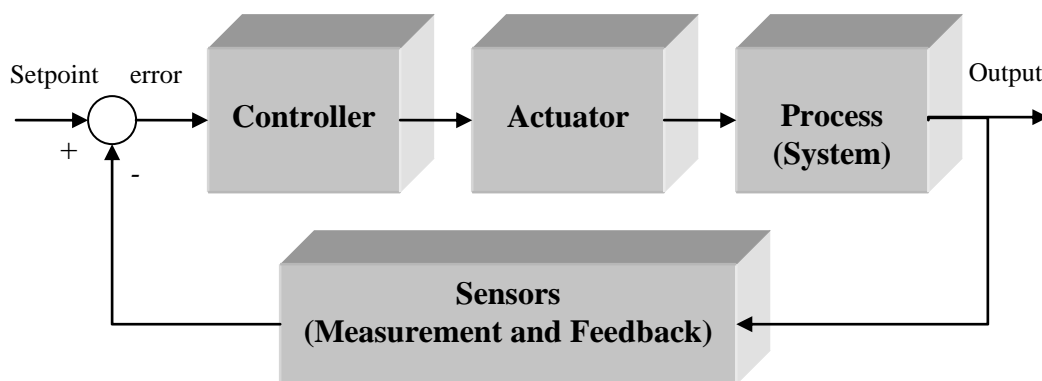 Setpoint error
Output
Controller
Actuator
Process
(System)
+
-
Sensors
(Measurement and Feedback)